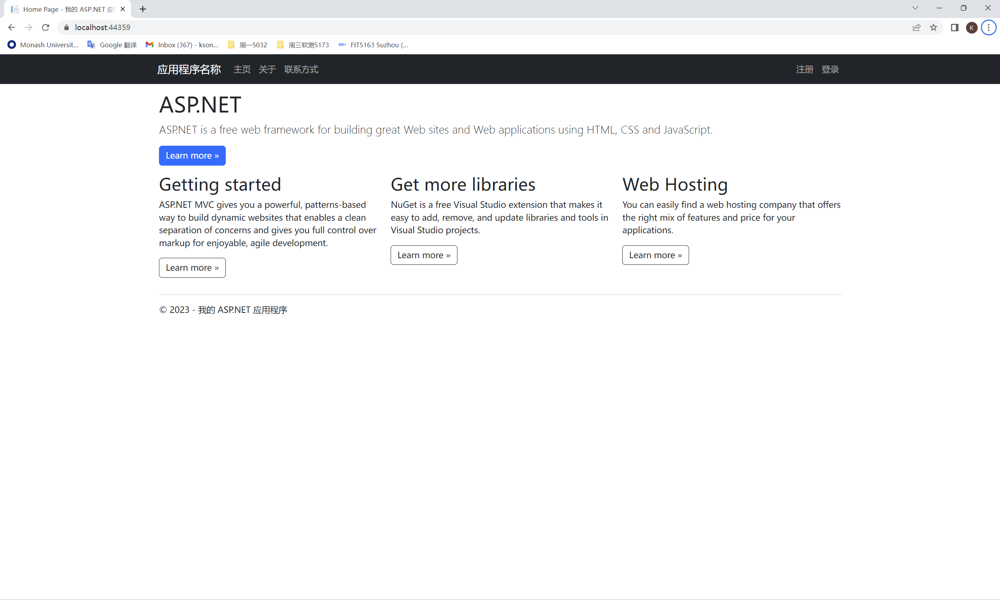 Home Page - 我的 ASP.NET 应
localhost:44359
K
Monash Universit...
Google 翻译
Inbox (367) - kson...
周一5032
周三软测5173
FIT5163 Suzhou (...
应用程序名称
主页
关于
联系方式
注册
登录
ASP.NET
ASP.NET is a free web framework for building great Web sites and Web applications using HTML, CSS and JavaScript.
Learn more »
Getting started
ASP.NET MVC gives you a powerful, patterns-based
way to build dynamic websites that enables a clean
separation of concerns and gives you full control over
markup for enjoyable, agile development.
Learn more »
Get more libraries
NuGet is a free Visual Studio extension that makes it
easy to add, remove, and update libraries and tools in
Visual Studio projects.
Learn more »
Web Hosting
You can easily find a web hosting company that offers
the right mix of features and price for your
applications.
Learn more »
© 2023 - 我的 ASP.NET 应用程序